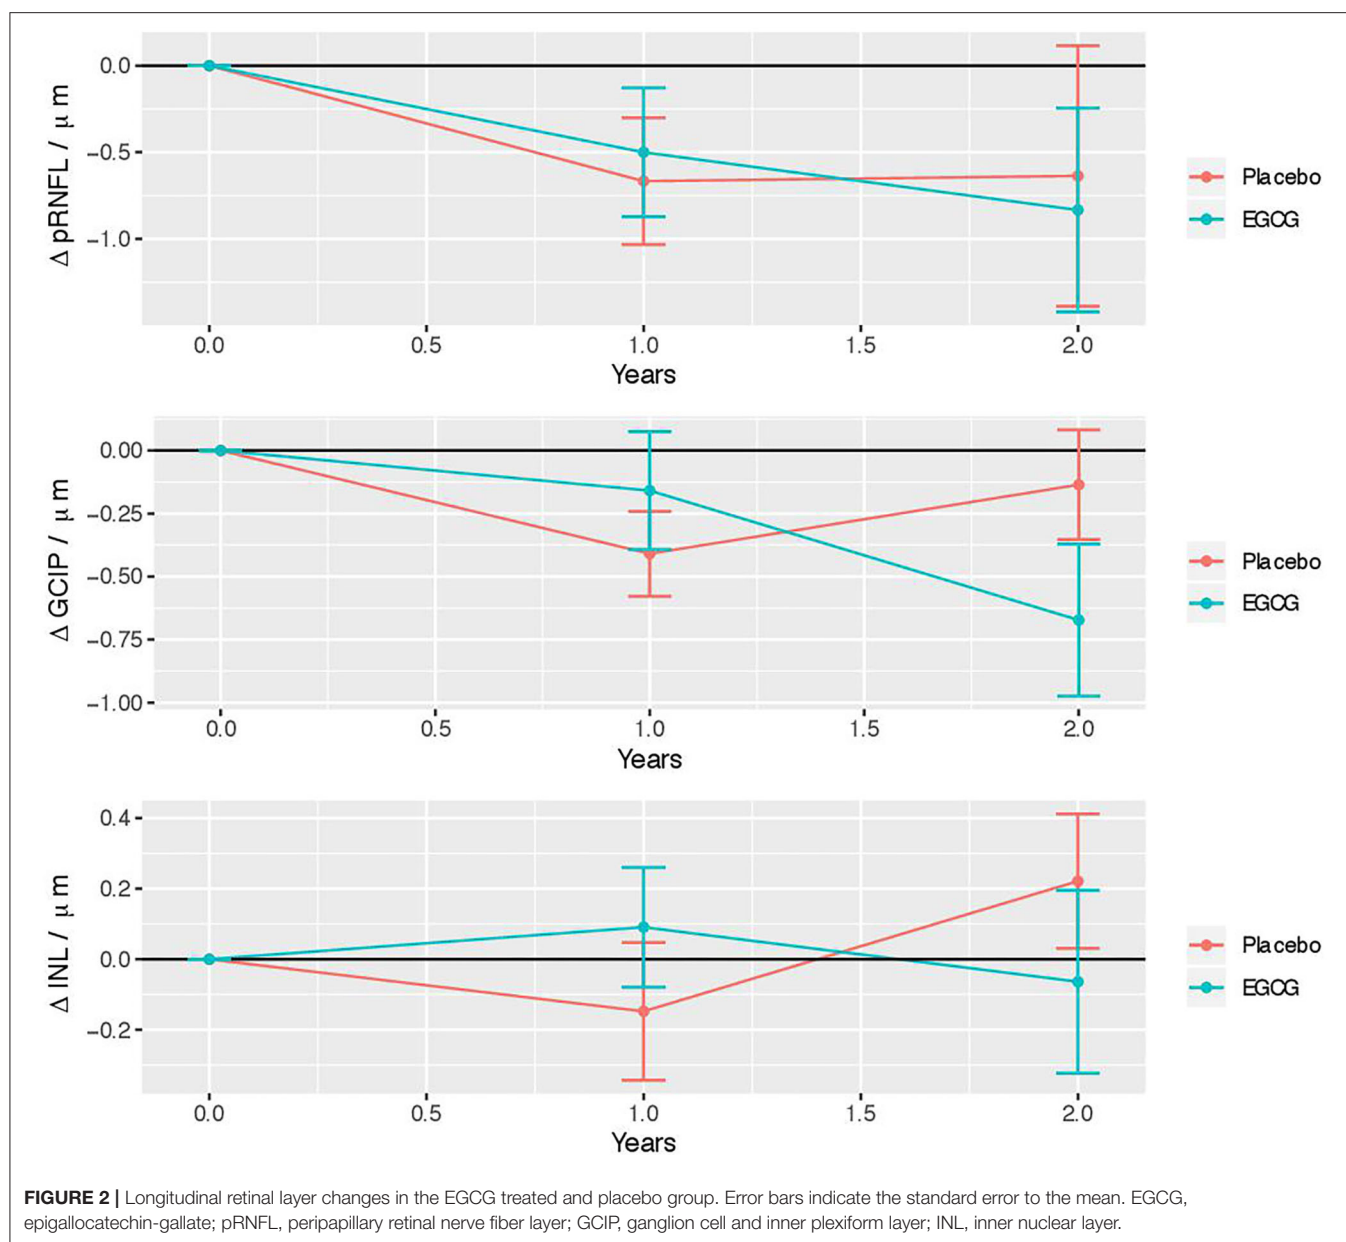 0.0
−0.5
−1.0
Δ pRNFL / μ m
0.0 0.5 1.0 1.5 2.0
Years
Placebo
EGCG
0.00
−0.25
−0.50
−0.75
−1.00
Δ GCIP / μ m
0.0 0.5 1.0 1.5 2.0
Years
Placebo
EGCG
0.4
0.2
0.0
−0.2
Δ INL / μ m
0.0 0.5 1.0 1.5 2.0
Years
Placebo
EGCG
FIGURE 2 | Longitudinal retinal layer changes in the EGCG treated and placebo group. Error bars indicate the standard error to the mean. EGCG,
epigallocatechin-gallate; pRNFL, peripapillary retinal nerve fiber layer; GCIP, ganglion cell and inner plexiform layer; INL, inner nuclear layer.